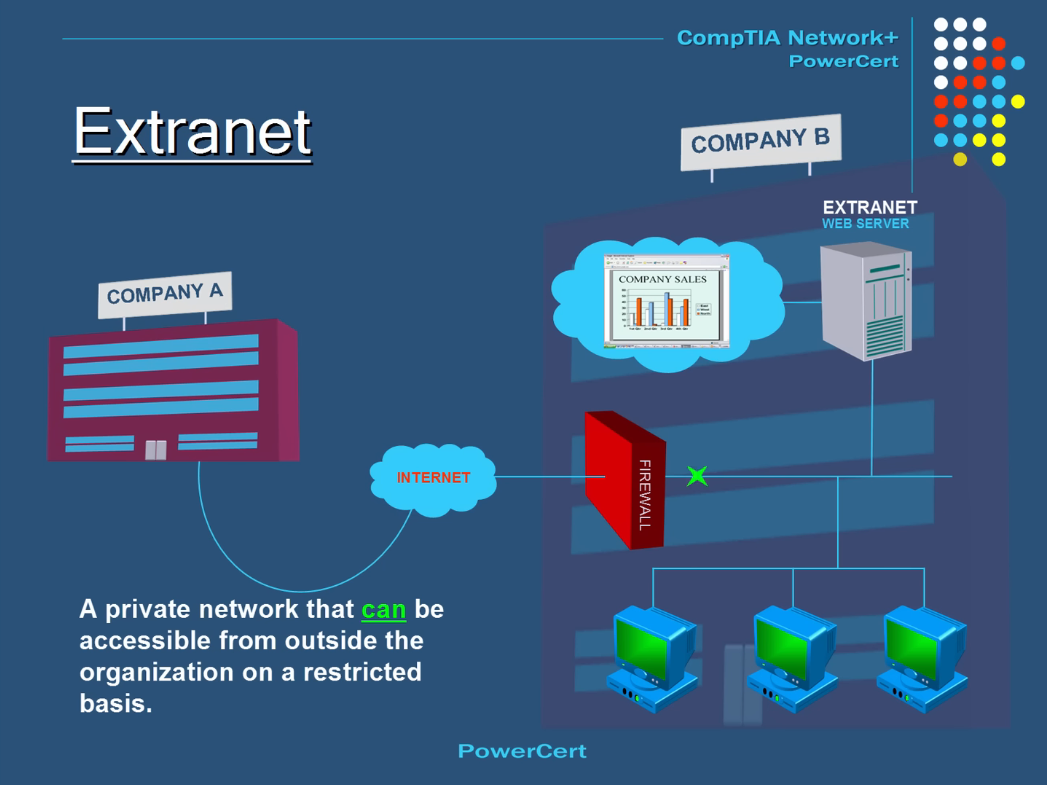 CompTIA Network+
PowerCert
Extranet
COMPANY B
EXTRANET
WEB SERVER
COMPANY SALES
COMPANY A
INTERNET
FIREWALL
A private network that can be
accessible from outside the
organization on a restricted
basis.
PowerCert